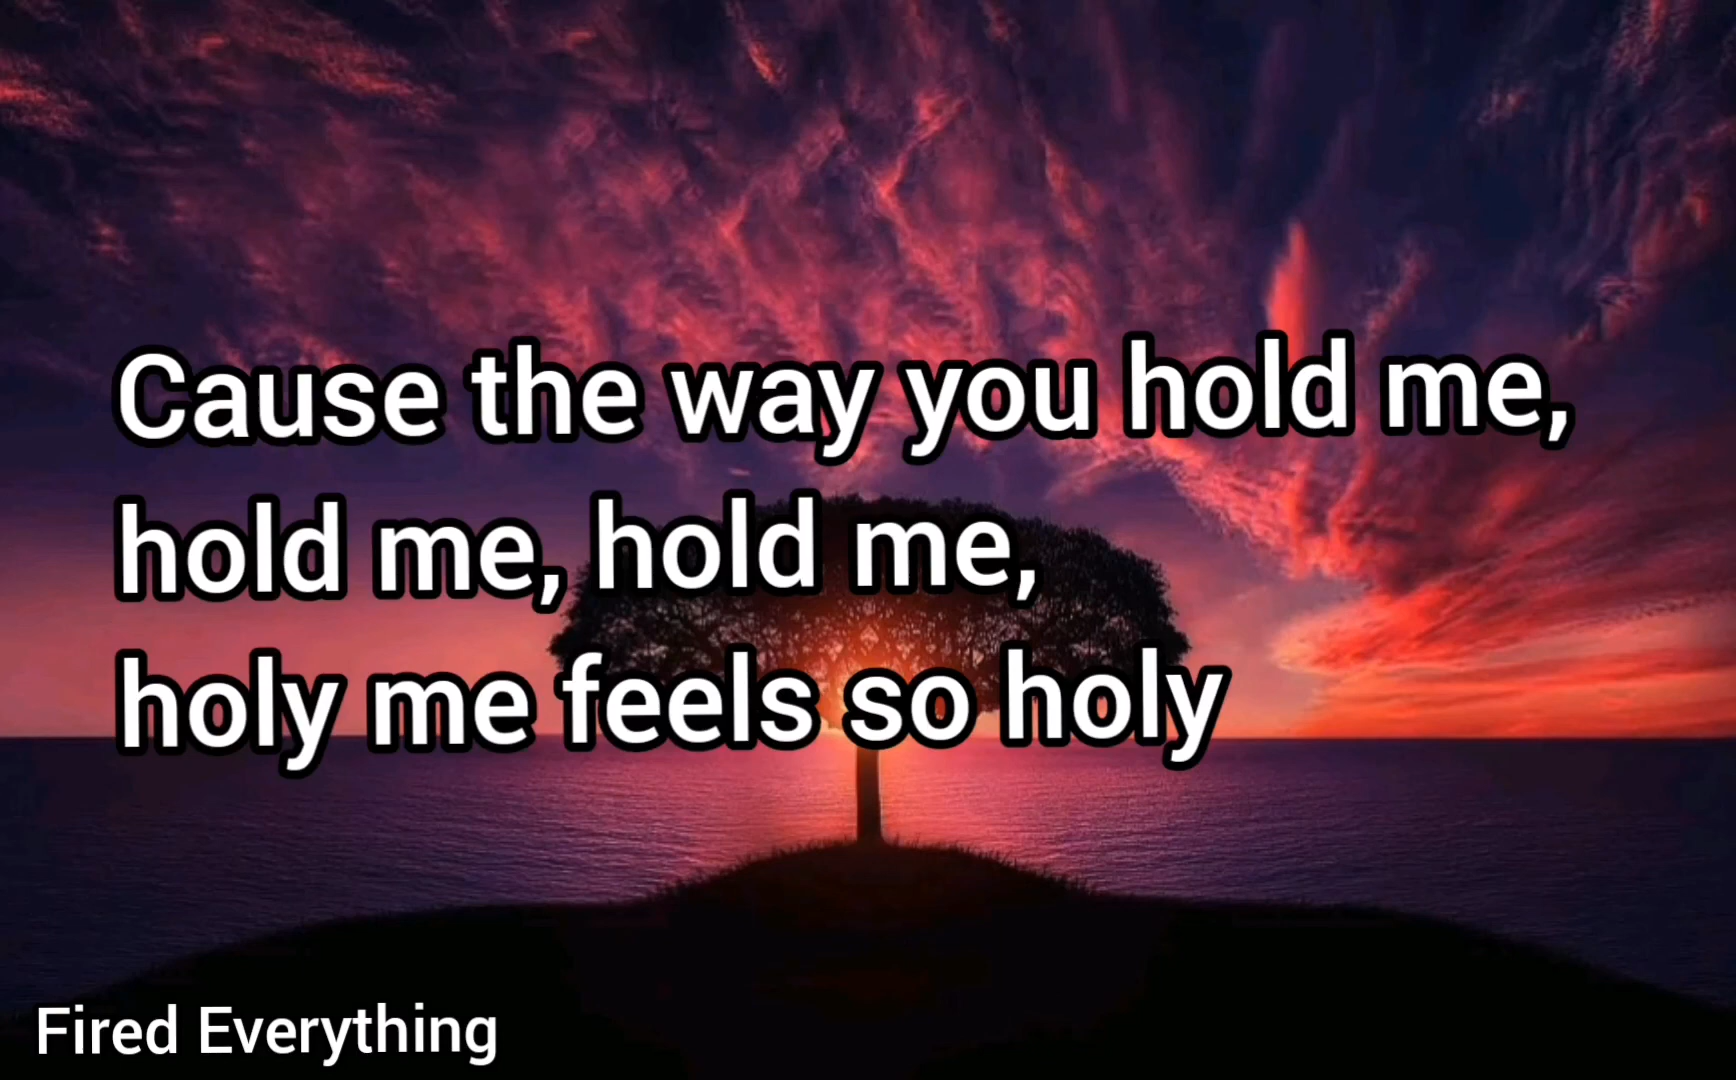 Cause the way you hold me,
hold me, hold me,
holy me feels so holy
Fired Everything